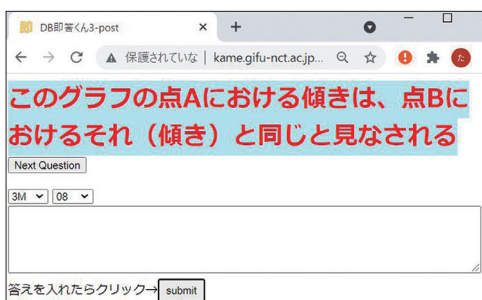 DB即答くん3-post
保護されていな | kame.gifu-nct.ac.jp...
このグラフの点Aにおける傾きは、点Bに
おけるそれ（傾き）と同じと見なされる
Next Question
3M 08
答えを入れたらクリック→ submit